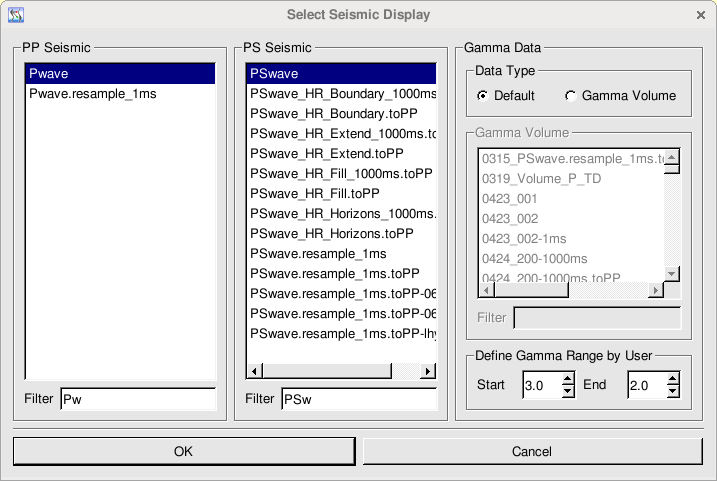 Select Seismic Display
PP Seismic
Pwave
Pwave.resample_1ms
Filter Pw
PS Seismic
PSwave
PSwave_HR_Boundary_1000ms
PSwave_HR_Boundary.toPP
PSwave_HR_Extend_1000ms.to
PSwave_HR_Extend.toPP
PSwave_HR_Fill_1000ms.toPP
PSwave_HR_Fill.toPP
PSwave_HR_Horizons_1000ms.
PSwave_HR_Horizons.toPP
PSwave.resample_1ms
PSwave.resample_1ms.toPP
PSwave.resample_1ms.toPP-06
PSwave.resample_1ms.toPP-06
PSwave.resample_1ms.toPP-lhy
Filter PSw
Gamma Data
Data Type
Default Gamma Volume
Gamma Volume
0315_PSwave.resample_1ms.to
0319_Volume_P_TD
0423_001
0423_002
0423_002-1ms
0424_200-1000ms
0424_200-1000ms.toPP
Filter
Define Gamma Range by User
Start 3.0 End 2.0
OK Cancel